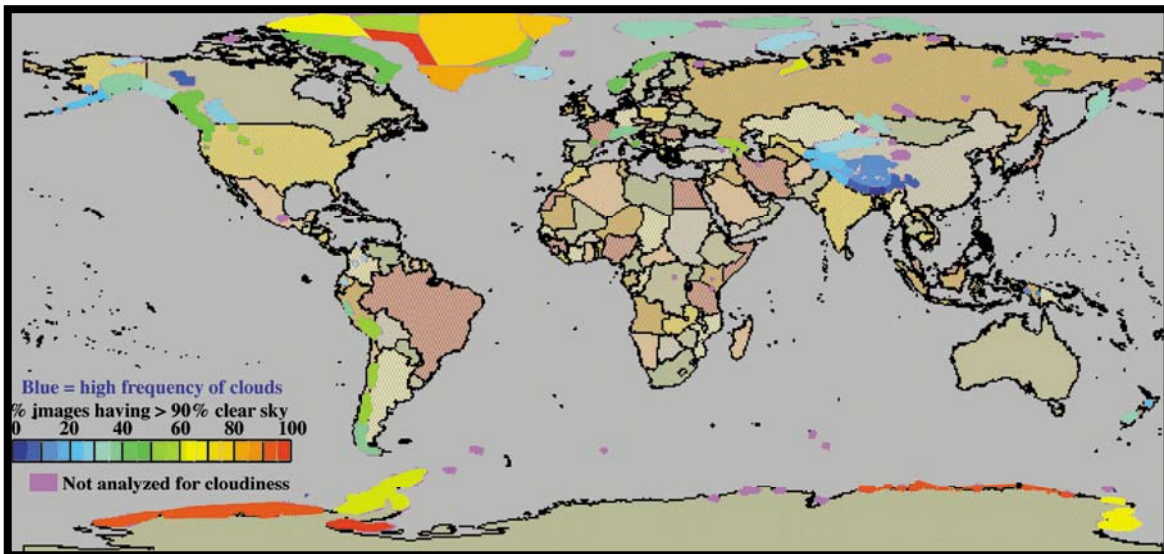 Blue = high frequency of clouds
% jmages having > 90% clear sky
0 20 40 60 80 100
Not analyzed for cloudiness